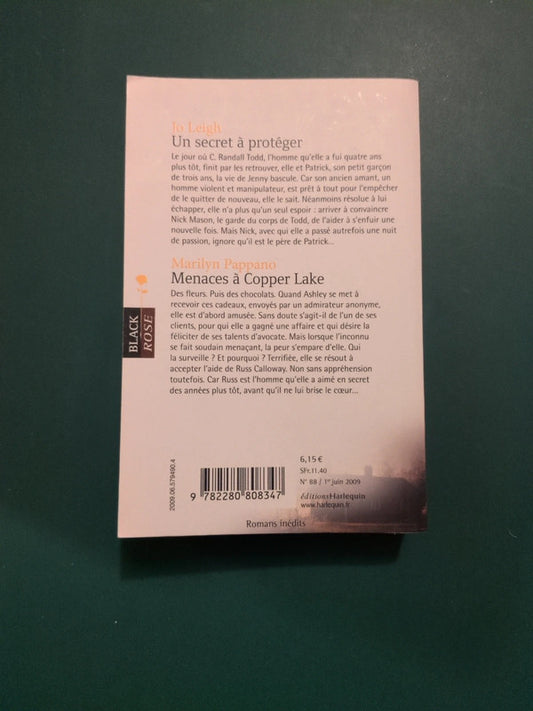 Jo Leigh
Un secret à protéger
Le jour où C. Randall Todd, l'homme qu'elle a fui quatre ans
plus tôt, finit par les retrouver, elle et Patrick, son petit garçon
de trois ans, la vie de Jenny bascule. Car son ancien amant, un
homme violent et manipulateur, est prêt à tout pour l'empêcher
de le quitter de nouveau, elle le sait. Néanmoins résolue à lui
échapper, elle n'a plus qu'un seul espoir : arriver à convaincre
Nick Mason, le garde du corps de Todd, de l'aider à s'enfuir une
nouvelle fois. Mais Nick, avec qui elle a passé autrefois une nuit
de passion, ignore qu'il est le père de Patrick...
Marilyn Pappano
Menaces à Copper Lake
Des fleurs. Puis des chocolats. Quand Ashley se met à
recevoir ces cadeaux, envoyés par un admirateur anonyme,
elle est d'abord amusée. Sans doute s'agit-il de l'un de ses
clients, pour qui elle a gagné une affaire et qui désire la
féliciter de ses talents d'avocate. Mais lorsque l'inconnu
se fait soudain menaçant, la peur s'empare d'elle. Qui
la surveille ? Et pourquoi ? Terrifiée, elle se résout à
accepter l'aide de Russ Calloway. Non sans appréhension
toutefois. Car Russ est l'homme qu'elle a aimé en secret
des années plus tôt, avant qu'il ne lui brise le cœur...
BLACK
ROSE
6,15 €
SFr.11.40
N° 88 / 1er juin 2009
éditionsHarlequin
www.harlequin.fr
2009.06.579490.4
9 782280 808347
Romans inédits